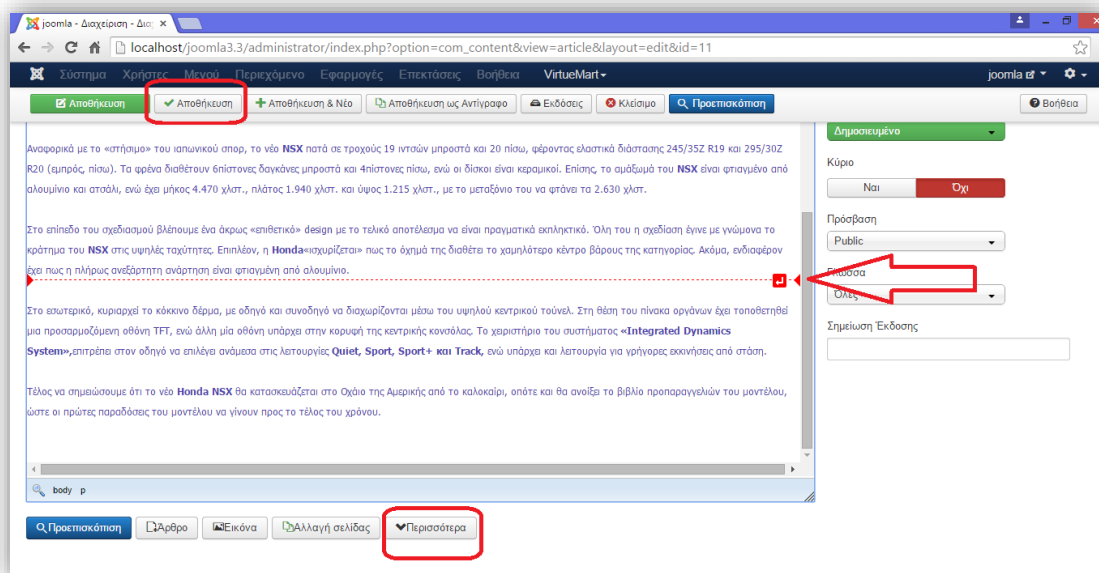 joomla - Διαχείριση - Δια
localhost/joomla3.3/administrator/index.php?option=com_content&view=article&layout=edit&id=11
Σύστημα Χρήστες Μενού Περιεχόμενο Εφαρμογές Επεκτάσεις Βοήθεια VirtueMart joomla
Αποθήκευση Αποθήκευση Αποθήκευση & Νέο Αποθήκευση ως Αντίγραφο Εκδόσεις Κλείσιμο Προεπισκόπιση Βοήθεια
Αναφορικά με το «στήσιμο» του ιαπωνικού σπορ, το νέο NSX πατά σε τροχούς 19 ιντσών μπροστά και 20 πίσω, φέροντας ελαστικά διάστασης 245/35Z R19 και 295/30Z
R20 (εμπρός, πίσω). Τα φρένα διαθέτουν 6πίστονες δαγκάνες μπροστά και 4πίστονες πίσω, ενώ οι δίσκοι είναι κεραμικοί. Επίσης, το αμάξωμά του NSX είναι φτιαγμένο από
αλουμίνιο και ατσάλι, ενώ έχει μήκος 4.470 χλστ., πλάτος 1.940 χλστ. και ύψος 1.215 χλστ., με το μεταξόνιο του να φτάνει τα 2.630 χλστ.
Στο επίπεδο του σχεδιασμού βλέπουμε ένα άκρως «επιθετικό» design με το τελικό αποτέλεσμα να είναι πραγματικά εκπληκτικό. Όλη του η σχεδίαση έγινε με γνώμονα το
κράτημα του NSX στις υψηλές ταχύτητες. Επιπλέον, η Honda«ισχυρίζεται» πως το όχημά της διαθέτει το χαμηλότερο κέντρο βάρους της κατηγορίας. Ακόμα, ενδιαφέρον
έχει πως η πλήρως ανεξάρτητη ανάρτηση είναι φτιαγμένη από αλουμίνιο.
Στο εσωτερικό, κυριαρχεί το κόκκινο δέρμα, με οδηγό και συνοδηγό να διαχωρίζονται μέσω του υψηλού κεντρικού τούνελ. Στη θέση του πίνακα οργάνων έχει τοποθετηθεί
μια προσαρμοζόμενη οθόνη TFT, ενώ άλλη μία οθόνη υπάρχει στην κορυφή της κεντρικής κονσόλας. Το χειριστήριο του συστήματος «Integrated Dynamics
System»,επιτρέπει στον οδηγό να επιλέγει ανάμεσα στις λειτουργίες Quiet, Sport, Sport+ και Track, ενώ υπάρχει και λειτουργία για γρήγορες εκκινήσεις από στάση.
Τέλος να σημειώσουμε ότι το νέο Honda NSX θα κατασκευάζεται στο Οχάιο της Αμερικής από το καλοκαίρι, οπότε και θα ανοίξει το βιβλίο προπαραγγελιών του μοντέλου,
ώστε οι πρώτες παραδόσεις του μοντέλου να γίνουν προς το τέλος του χρόνου.
body p
Προεπισκόπιση Άρθρο Εικόνα Αλλαγή σελίδας Περισσότερα
Δημοσιευμένο
Κύριο
Ναι Όχι
Πρόσβαση
Public
Γλώσσα
Όλες
Σημείωση Έκδοσης